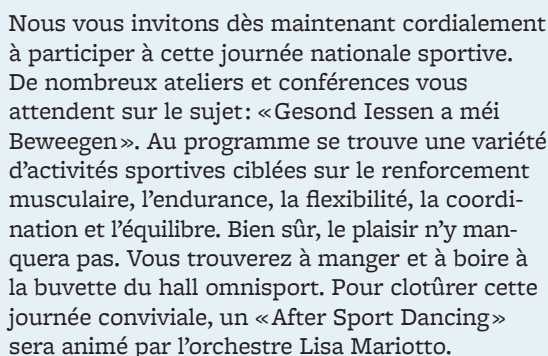 Nous vous invitons dès maintenant cordialement
à participer à cette journée nationale sportive.
De nombreux ateliers et conférences vous
attendent sur le sujet: «Gesond Iessen a méi
Beweegen». Au programme se trouve une variété
d’activités sportives ciblées sur le renforcement
musculaire, l’endurance, la flexibilité, la coordi-
nation et l’équilibre. Bien sûr, le plaisir n’y man-
quera pas. Vous trouverez à manger et à boire à
la buvette du hall omnisport. Pour clotûrer cette
journée conviviale, un «After Sport Dancing»
sera animé par l’orchestre Lisa Mariotto.